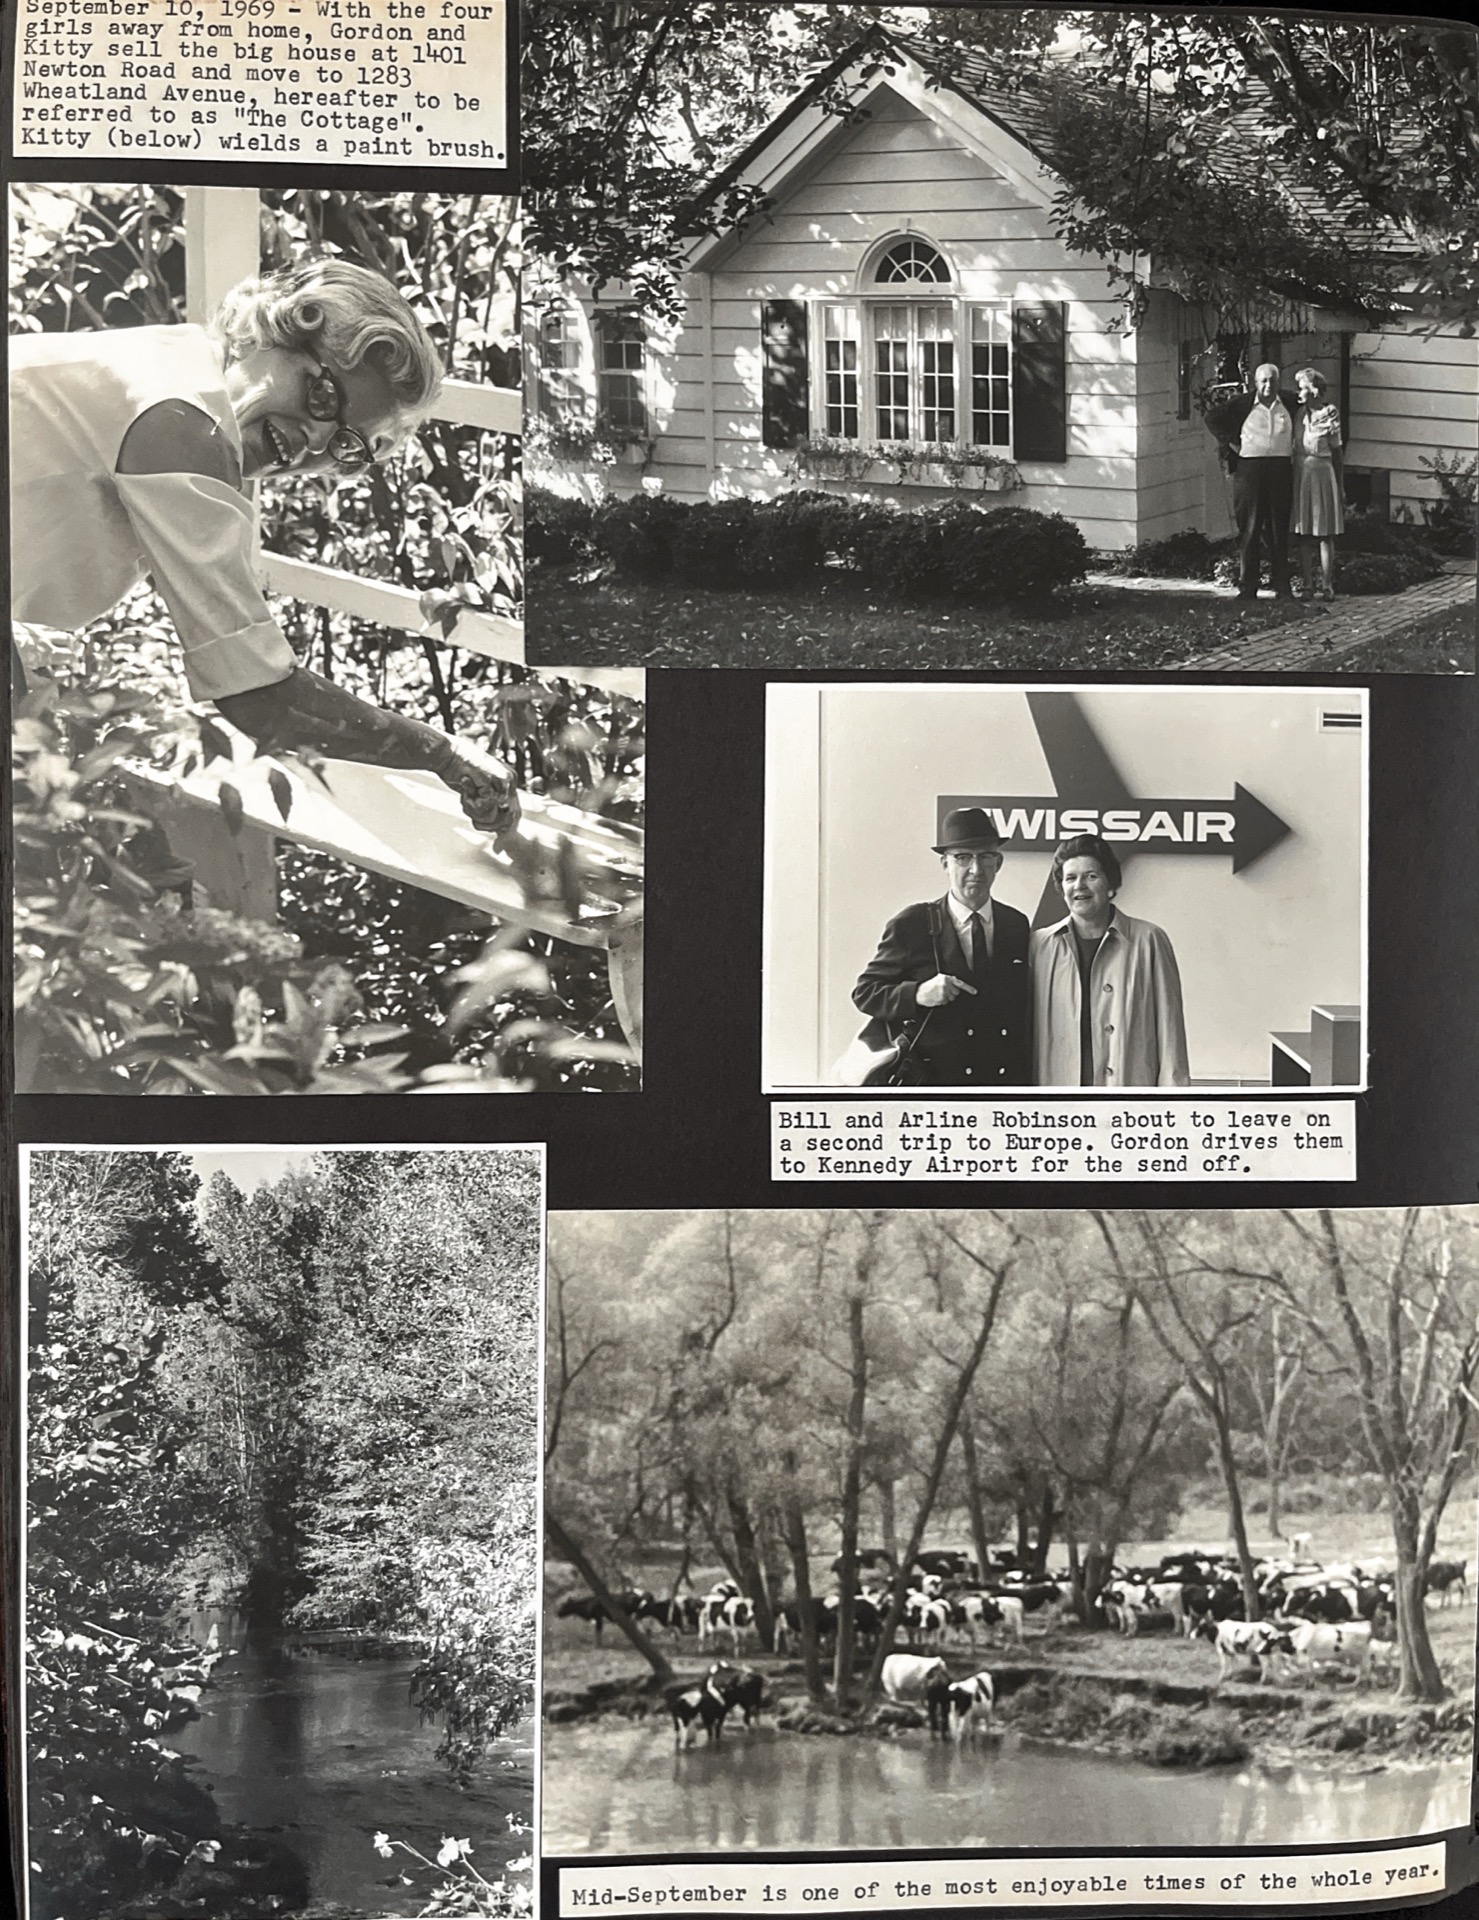 September 10, 1969 - With the four
girls away from home, Gordon and
Kitty sell the big house at 1401
Newton Road and move to 1283
Wheatland Avenue, hereafter to be
referred to as "The Cottage".
Kitty (below) wields a paint brush.
WISSAIR
Bill and Arline Robinson about to leave on
a second trip to Europe. Gordon drives them
to Kennedy Airport for the send off.
Mid-September is one of the most enjoyable times of the whole year.